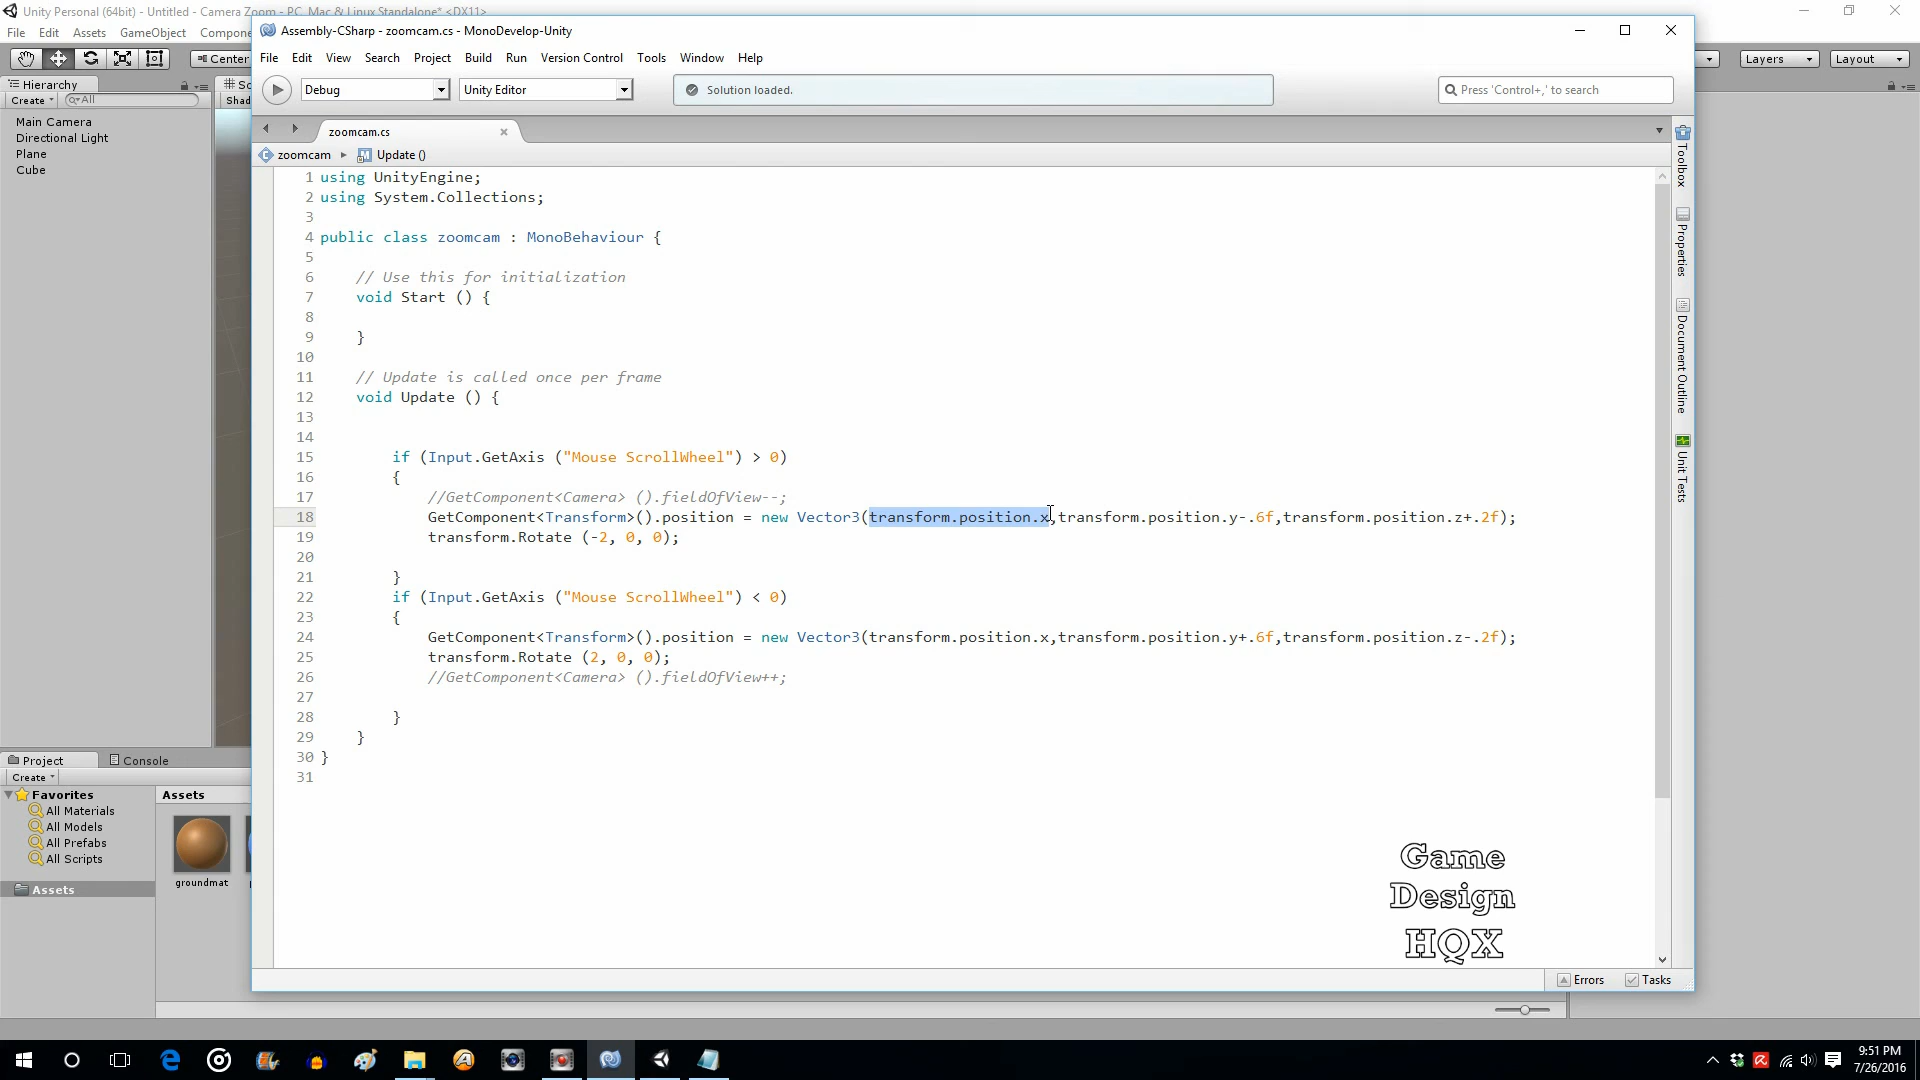 Unity Personal (64bit) - Untitled - Camera Zoom - PC, Mac & Linux Standalone* <DX11>
File Edit Assets GameObject
Center
Layers Layout
Hierarchy
Create All
Main Camera
Directional Light
Plane
Cube
Assembly-CSharp - zoomcam.cs - MonoDevelop-Unity
File Edit View Search Project Build Run Version Control Tools Window Help
Debug Unity Editor Solution loaded. Press 'Control+,' to search
zoomcam.cs
zoomcam Update ()
1 using UnityEngine;
2 using System.Collections;
3
4 public class zoomcam : MonoBehaviour {
5
6 // Use this for initialization
7 void Start () {
8
9 }
10
11 // Update is called once per frame
12 void Update () {
13
14
15 if (Input.GetAxis ("Mouse ScrollWheel") > 0)
16 {
17 //GetComponent<Camera> ().fieldOfView--;
18 GetComponent<Transform>().position = new Vector3(transform.position.x,transform.position.y-.6f,transform.position.z+.2f);
19 transform.Rotate (-2, 0, 0);
20
21 }
22 if (Input.GetAxis ("Mouse ScrollWheel") < 0)
23 {
24 GetComponent<Transform>().position = new Vector3(transform.position.x,transform.position.y+.6f,transform.position.z-.2f);
25 transform.Rotate (2, 0, 0);
26 //GetComponent<Camera> ().fieldOfView++;
27
28 }
29 }
30 }
31
Toolbox
Properties
Document Outline
Unit Tests
Errors Tasks
Project Console
Create
Favorites
All Materials
All Models
All Prefabs
All Scripts
Assets
Assets
groundmat
Game
Design
HQX
9:51 PM
7/26/2016